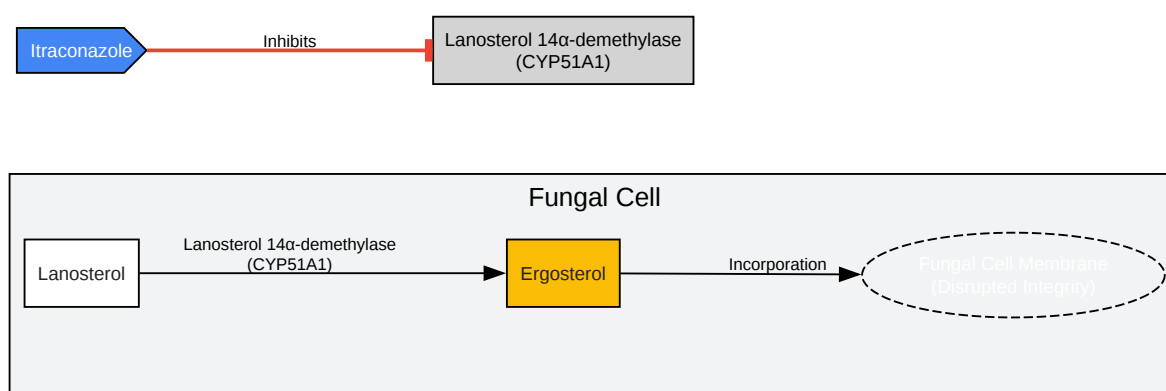 Itraconazole
Inhibits
Lanosterol 14α-demethylase
(CYP51A1)
Fungal Cell
Lanosterol
Lanosterol 14α-demethylase
(CYP51A1)
Ergosterol
Incorporation
Fungal Cell Membrane
(Disrupted Integrity)